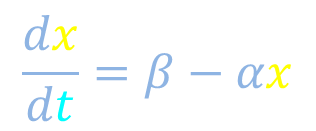 dx/dt = β − αx